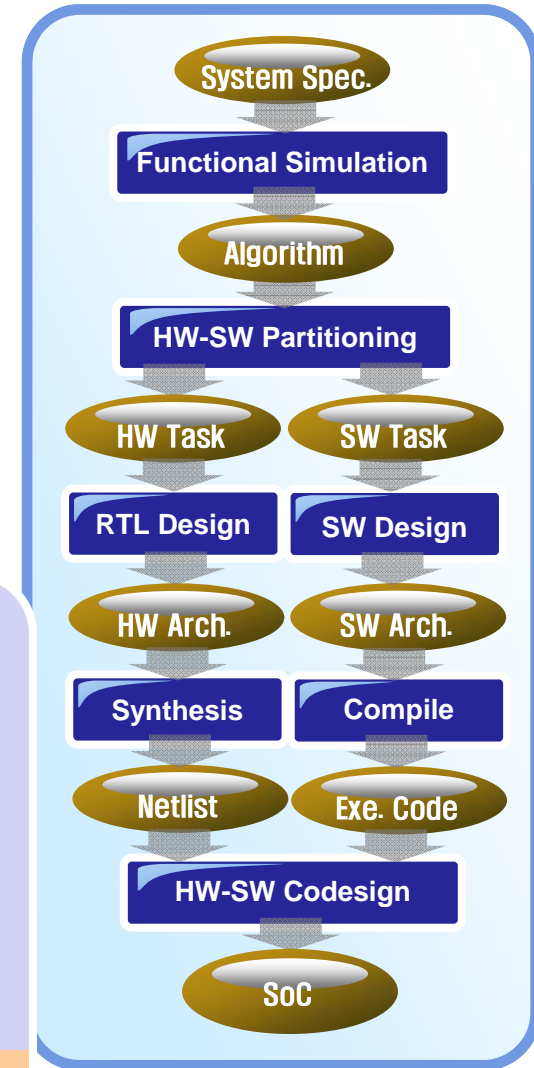 System Spec.
Functional Simulation
Algorithm
HW-SW Partitioning
HW Task
SW Task
RTL Design
SW Design
HW Arch.
SW Arch.
Synthesis
Compile
Netlist
Exe. Code
HW-SW Codesign
SoC